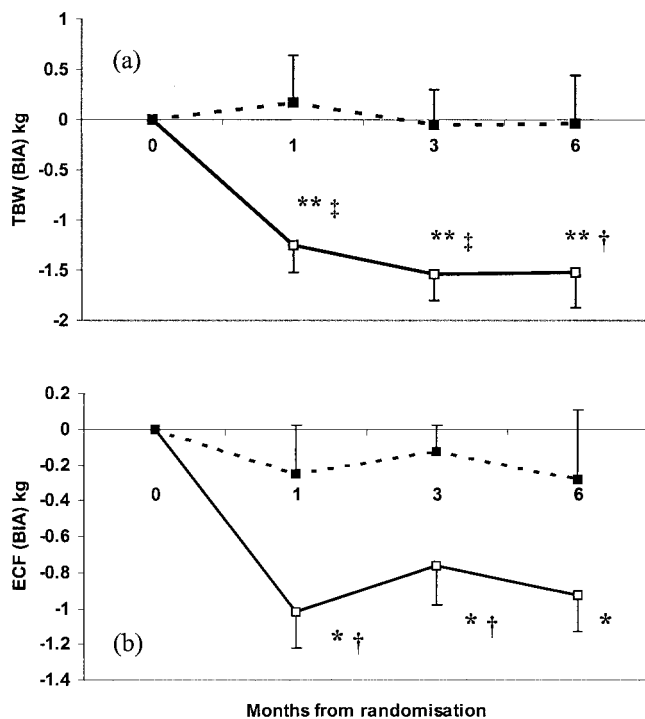 1
0.5
0
-0.5
-1
-1.5
-2
TBW (BIA) kg
(a)
0 1 3 6
** ‡ ** ‡ ** †
0.2
0
-0.2
-0.4
-0.6
-0.8
-1
-1.2
-1.4
ECF (BIA) kg
0 1 3 6
* † * † *
(b)
Months from randomisation